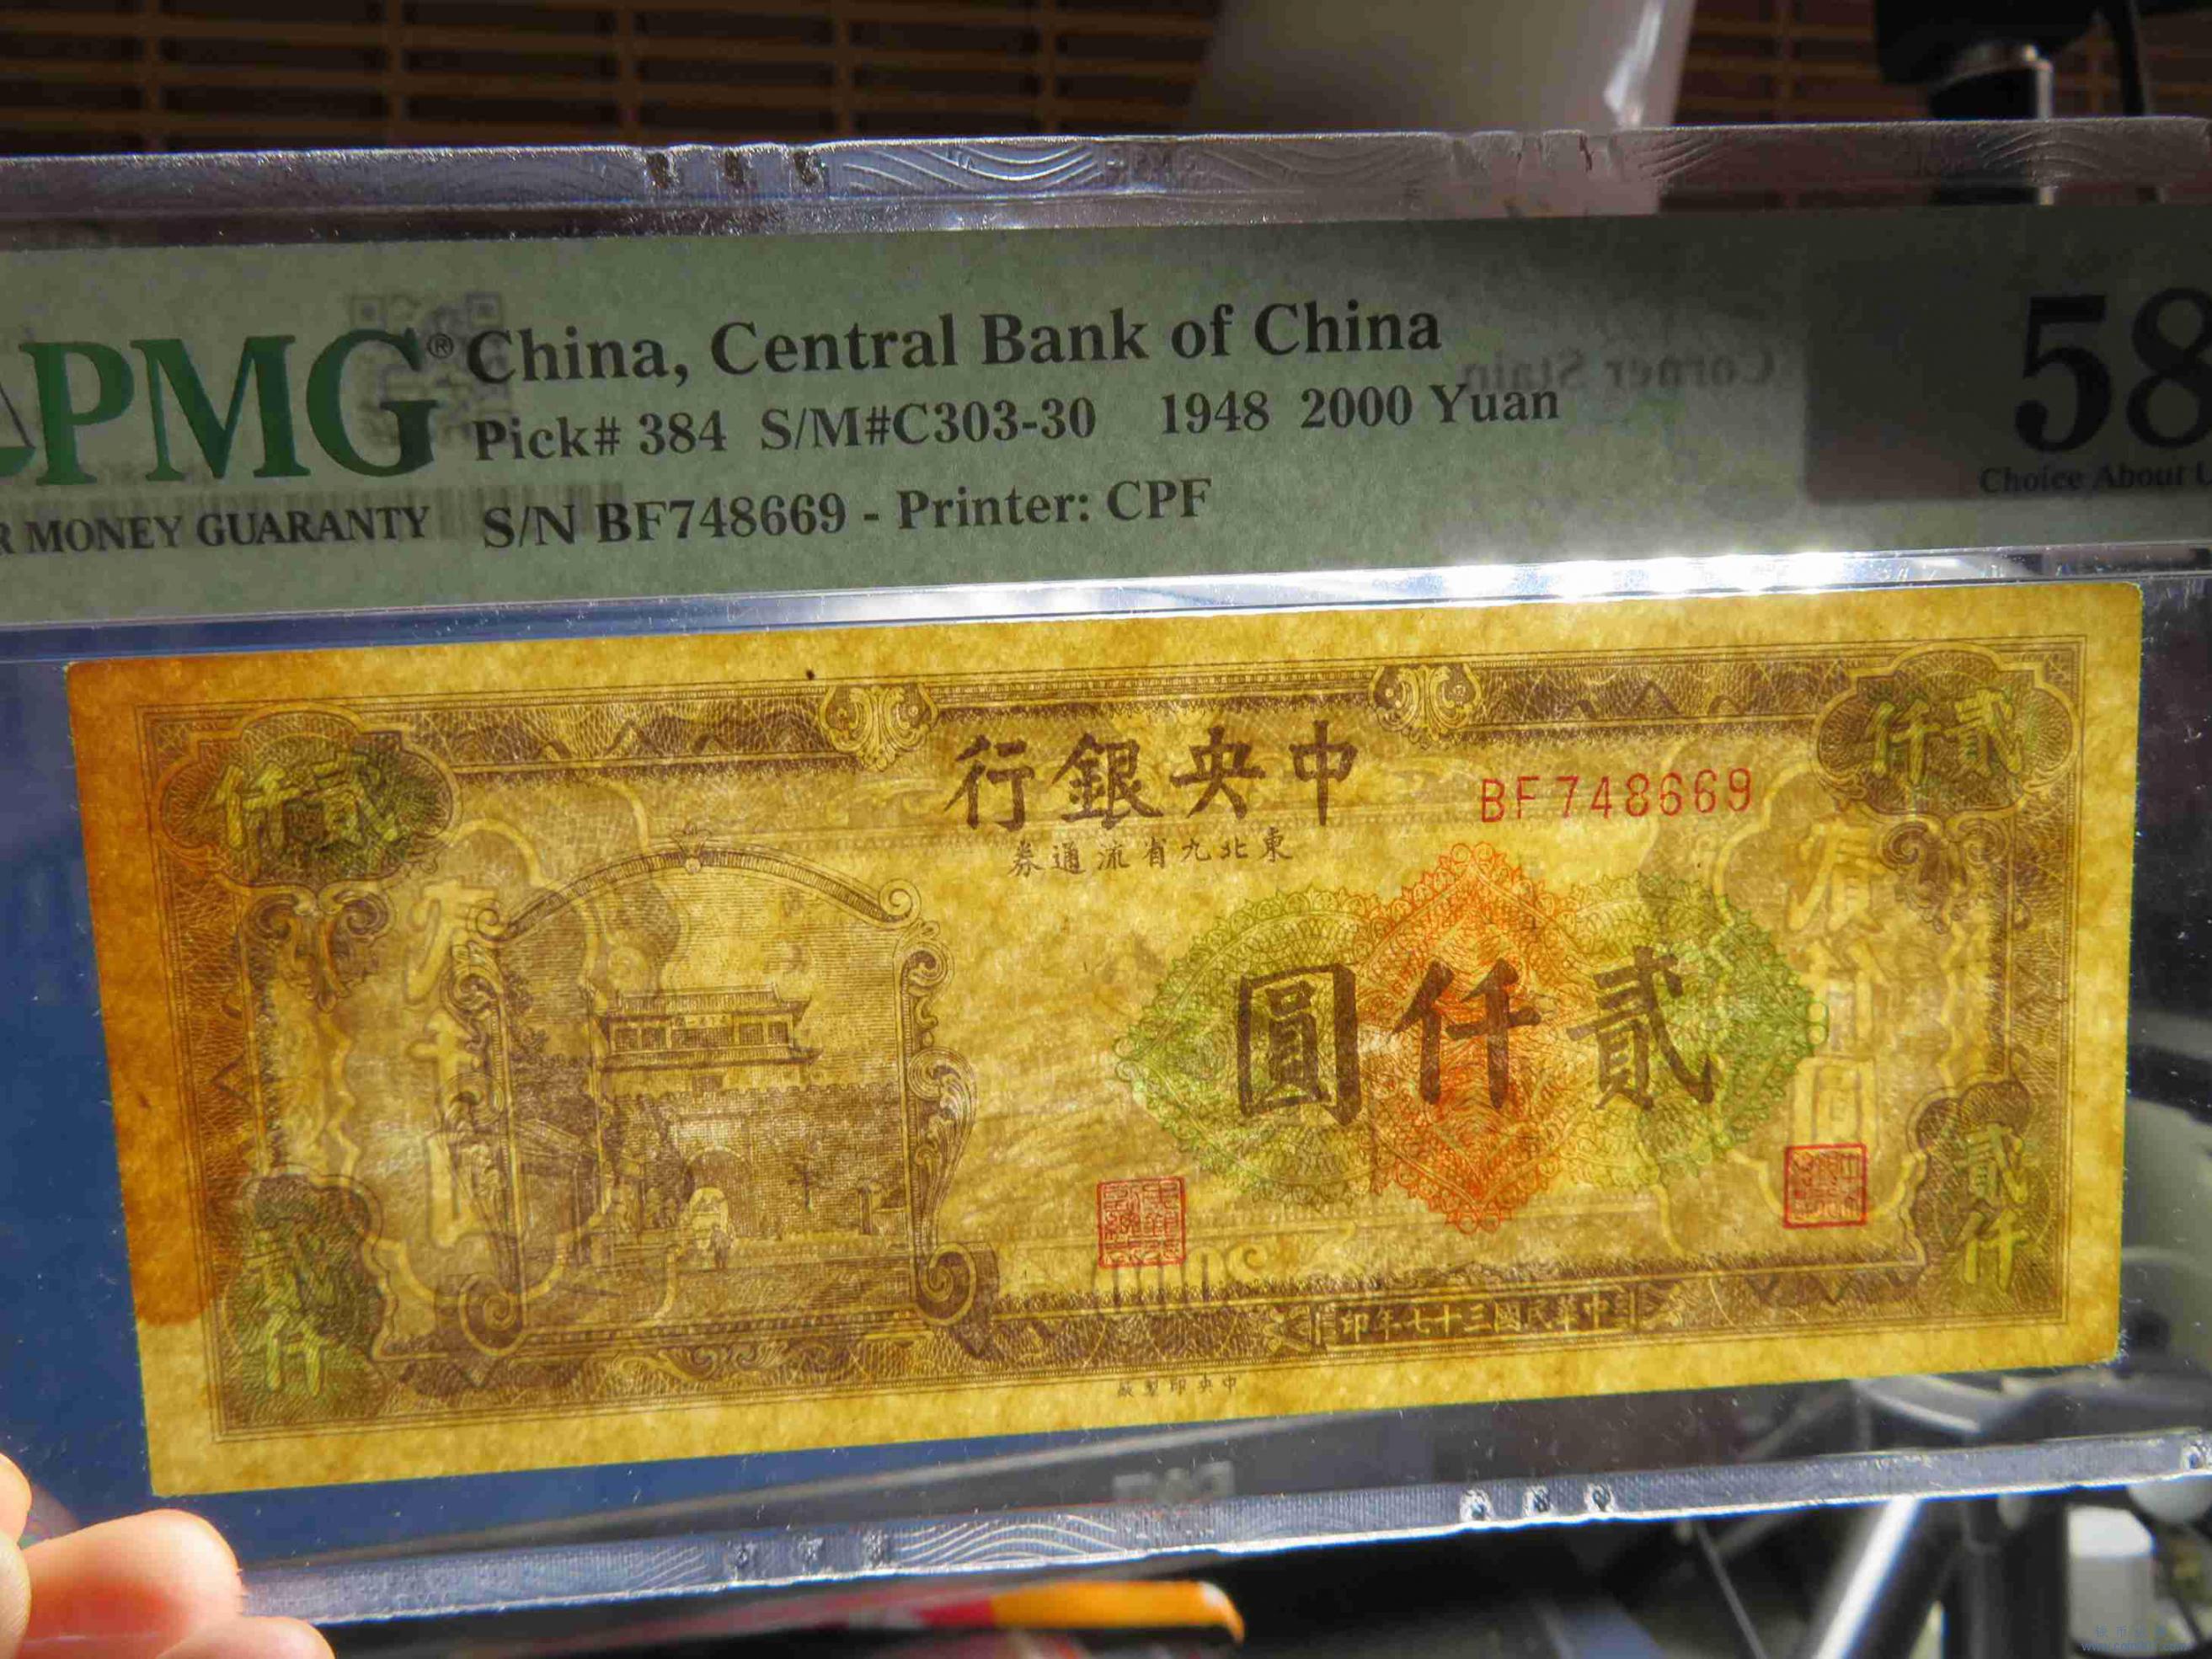 PMG® China, Central Bank of China
Pick# 384 S/M#C303-30 1948 2000 Yuan
Corner Stain
R MONEY GUARANTY S/N BF748669 - Printer: CPF
58
Choice About U
行銀央中
BF748669
券通流省九北東
仟貳
仟貳
圓仟貳
貳仟
貳仟
印年七十三國民華中
廠製印央中